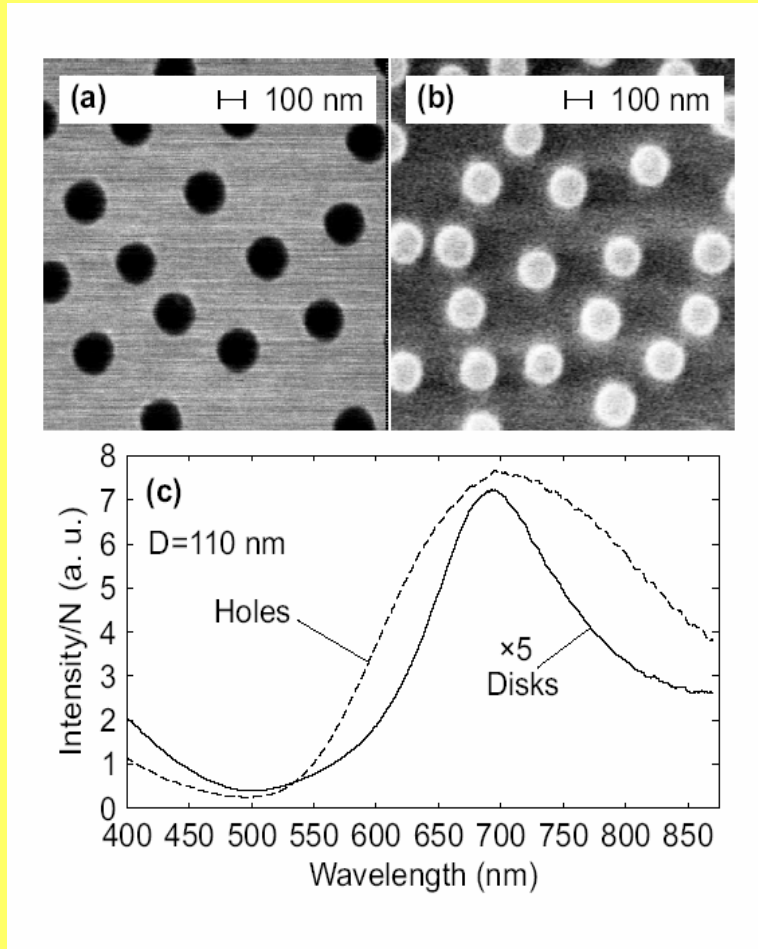 (a) 100 nm
(b) 100 nm
(c)
D=110 nm
Holes
×5
Disks
Intensity/N (a. u.)
8
7
6
5
4
3
2
1
0
400 450 500 550 600 650 700 750 800 850
Wavelength (nm)